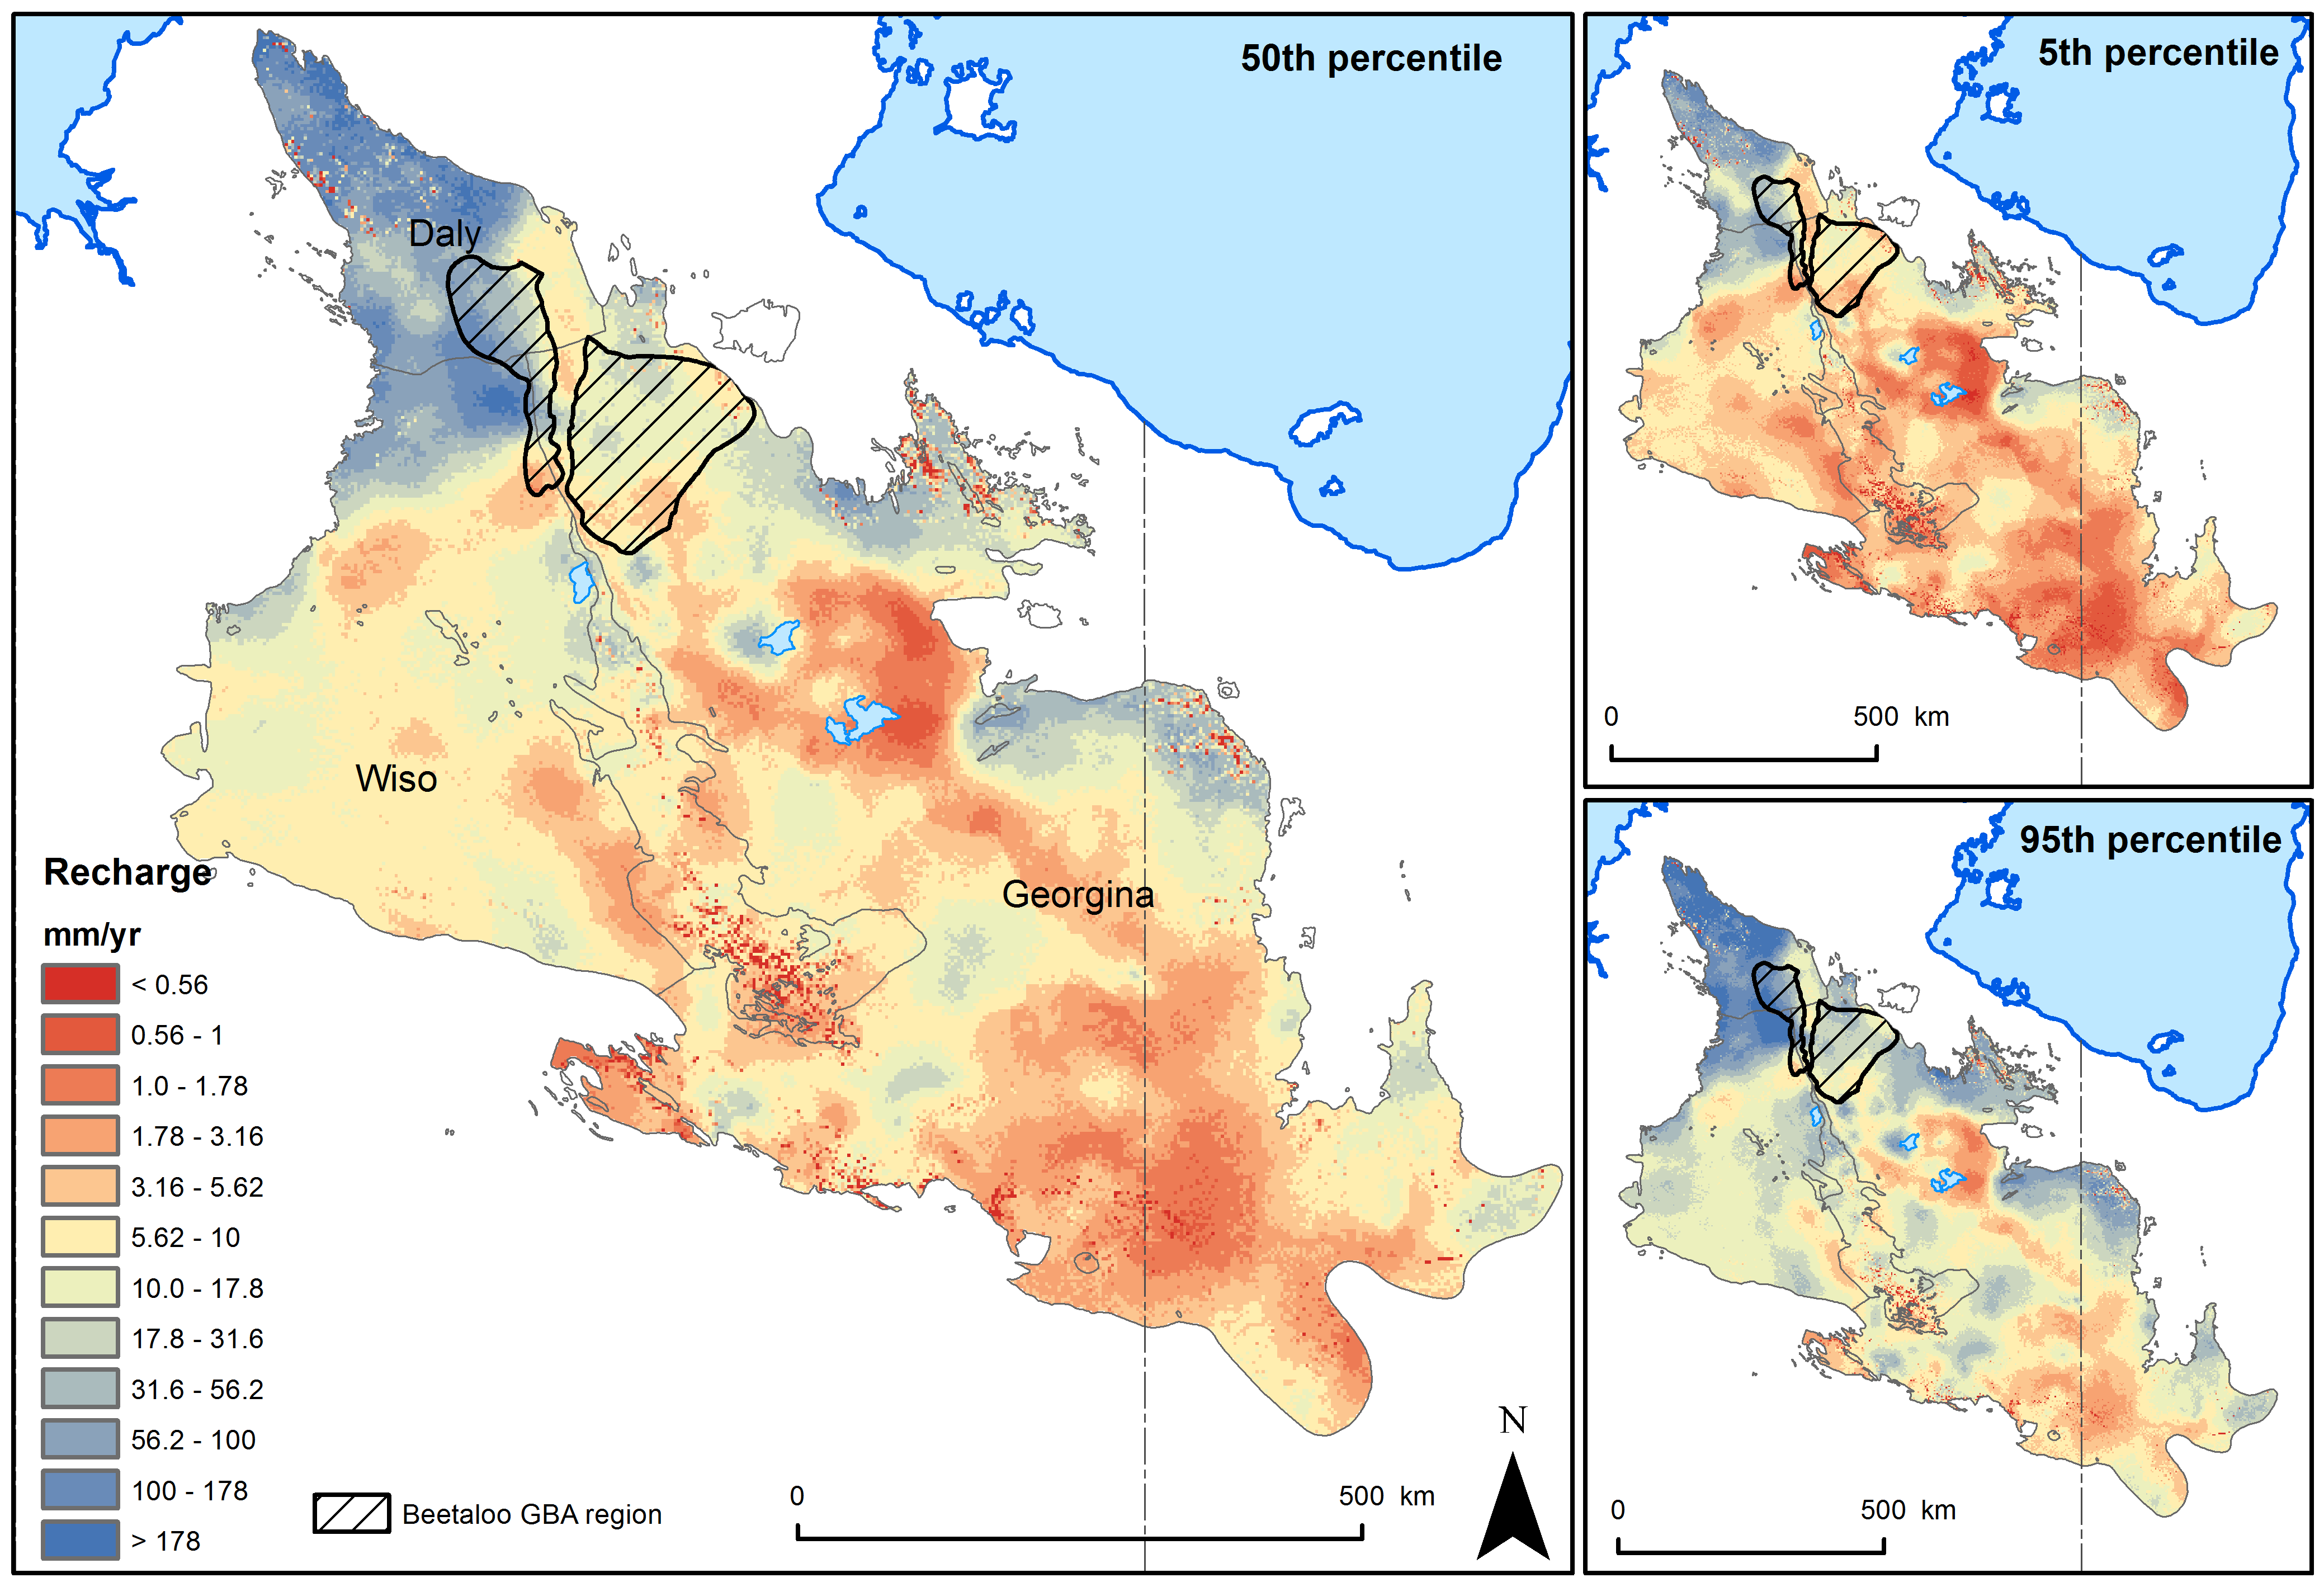 50th percentile
Daly
Wiso
Georgina
Recharge
mm/yr
< 0.56
0.56 - 1
1.0 - 1.78
1.78 - 3.16
3.16 - 5.62
5.62 - 10
10.0 - 17.8
17.8 - 31.6
31.6 - 56.2
56.2 - 100
100 - 178
> 178
Beetaloo GBA region
0 500 km
N
5th percentile
0 500 km
95th percentile
0 500 km